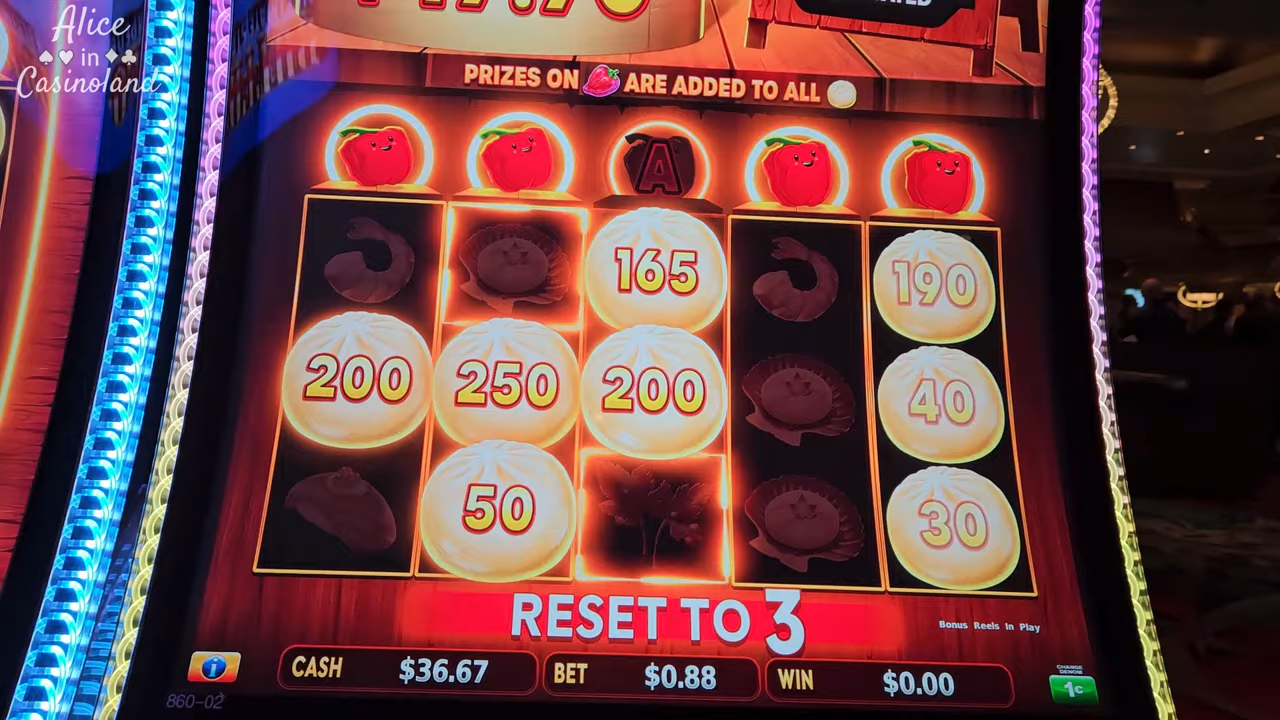 Alice
in
Casinoland
PRIZES ON ARE ADDED TO ALL
A
165
190
200 250 200
40
50
30
RESET TO 3
Bonus Reels In Play
CASH $36.67 BET $0.88 WIN $0.00
CHANGE
DENOM
1¢
860-02